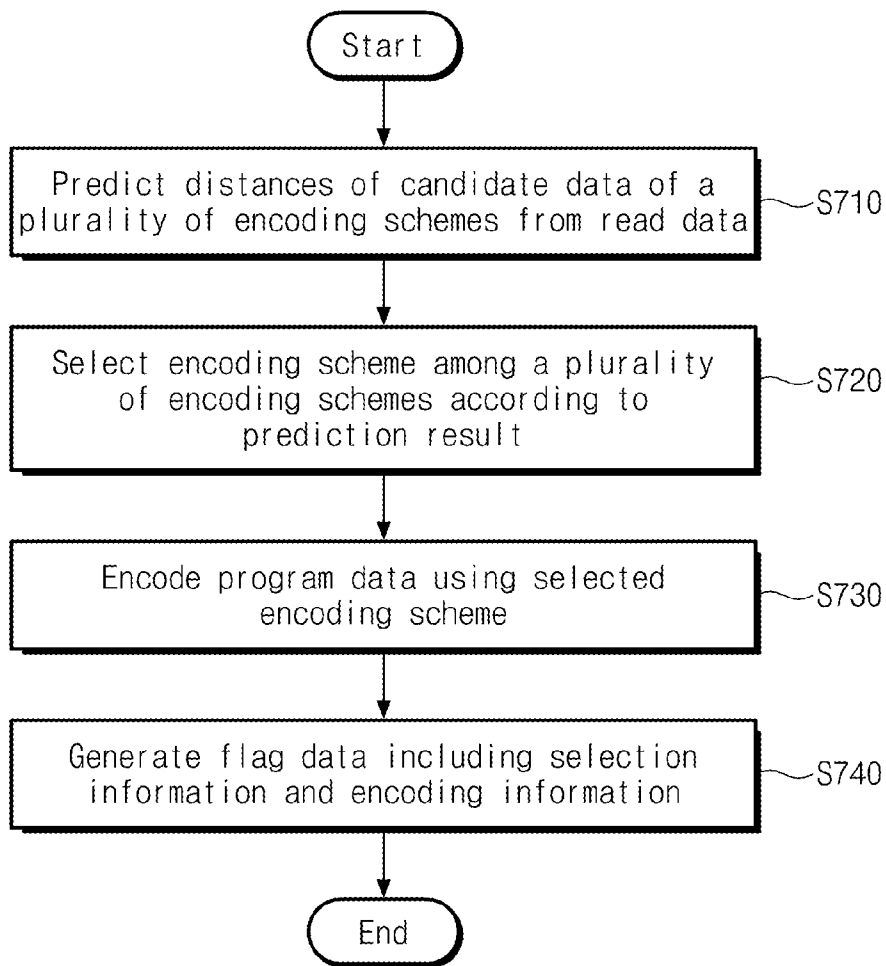 Start
Predict distances of candidate data of a
plurality of encoding schemes from read data
S710
Select encoding scheme among a plurality
of encoding schemes according to
prediction result
S720
Encode program data using selected
encoding scheme
S730
Generate flag data including selection
information and encoding information
S740
End